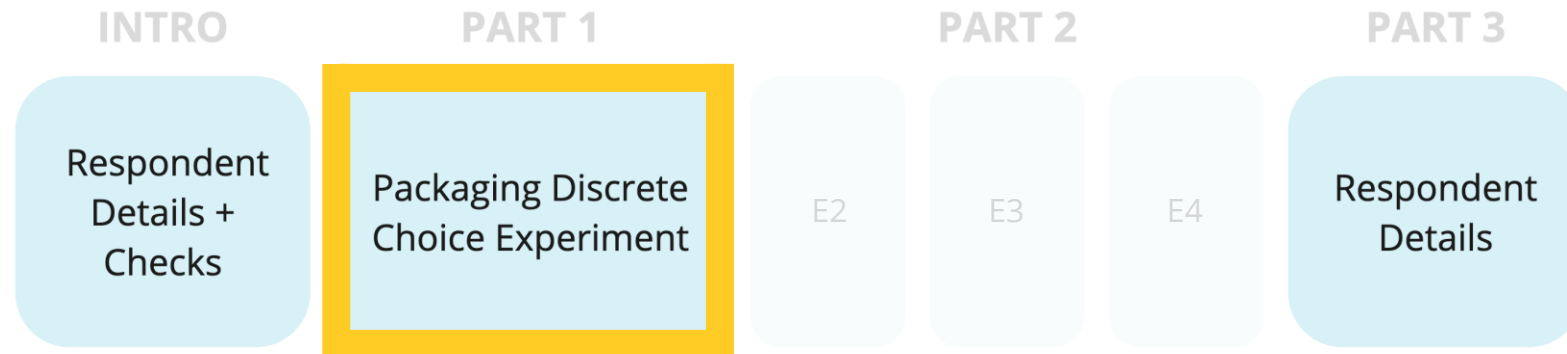 INTRO
PART 1
PART 2
PART 3
Respondent
Details +
Checks
Packaging Discrete
Choice Experiment
E2
E3
E4
Respondent
Details